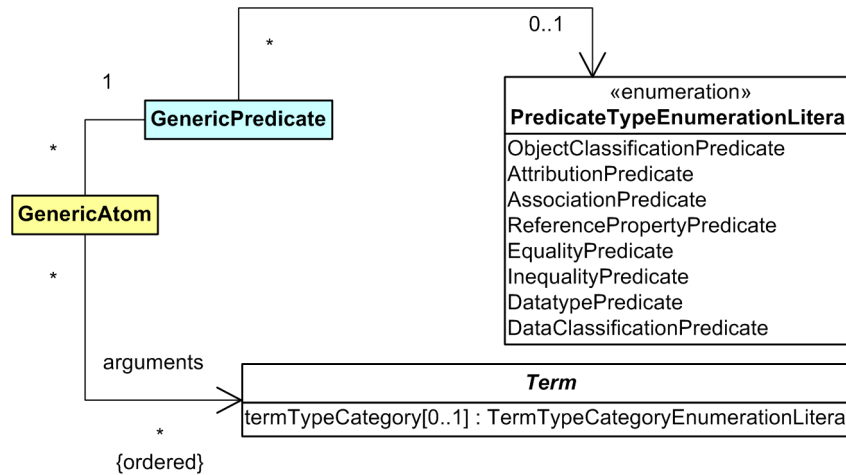 *
0..1
1
«enumeration»
GenericPredicate
PredicateTypeEnumerationLitera
ObjectClassificationPredicate
*
AttributionPredicate
AssociationPredicate
GenericAtom
ReferencePropertyPredicate
EqualityPredicate
*
InequalityPredicate
DatatypePredicate
DataClassificationPredicate
arguments
Term
termTypeCategory[0..1] : TermTypeCategoryEnumerationLitera
*
{ordered}